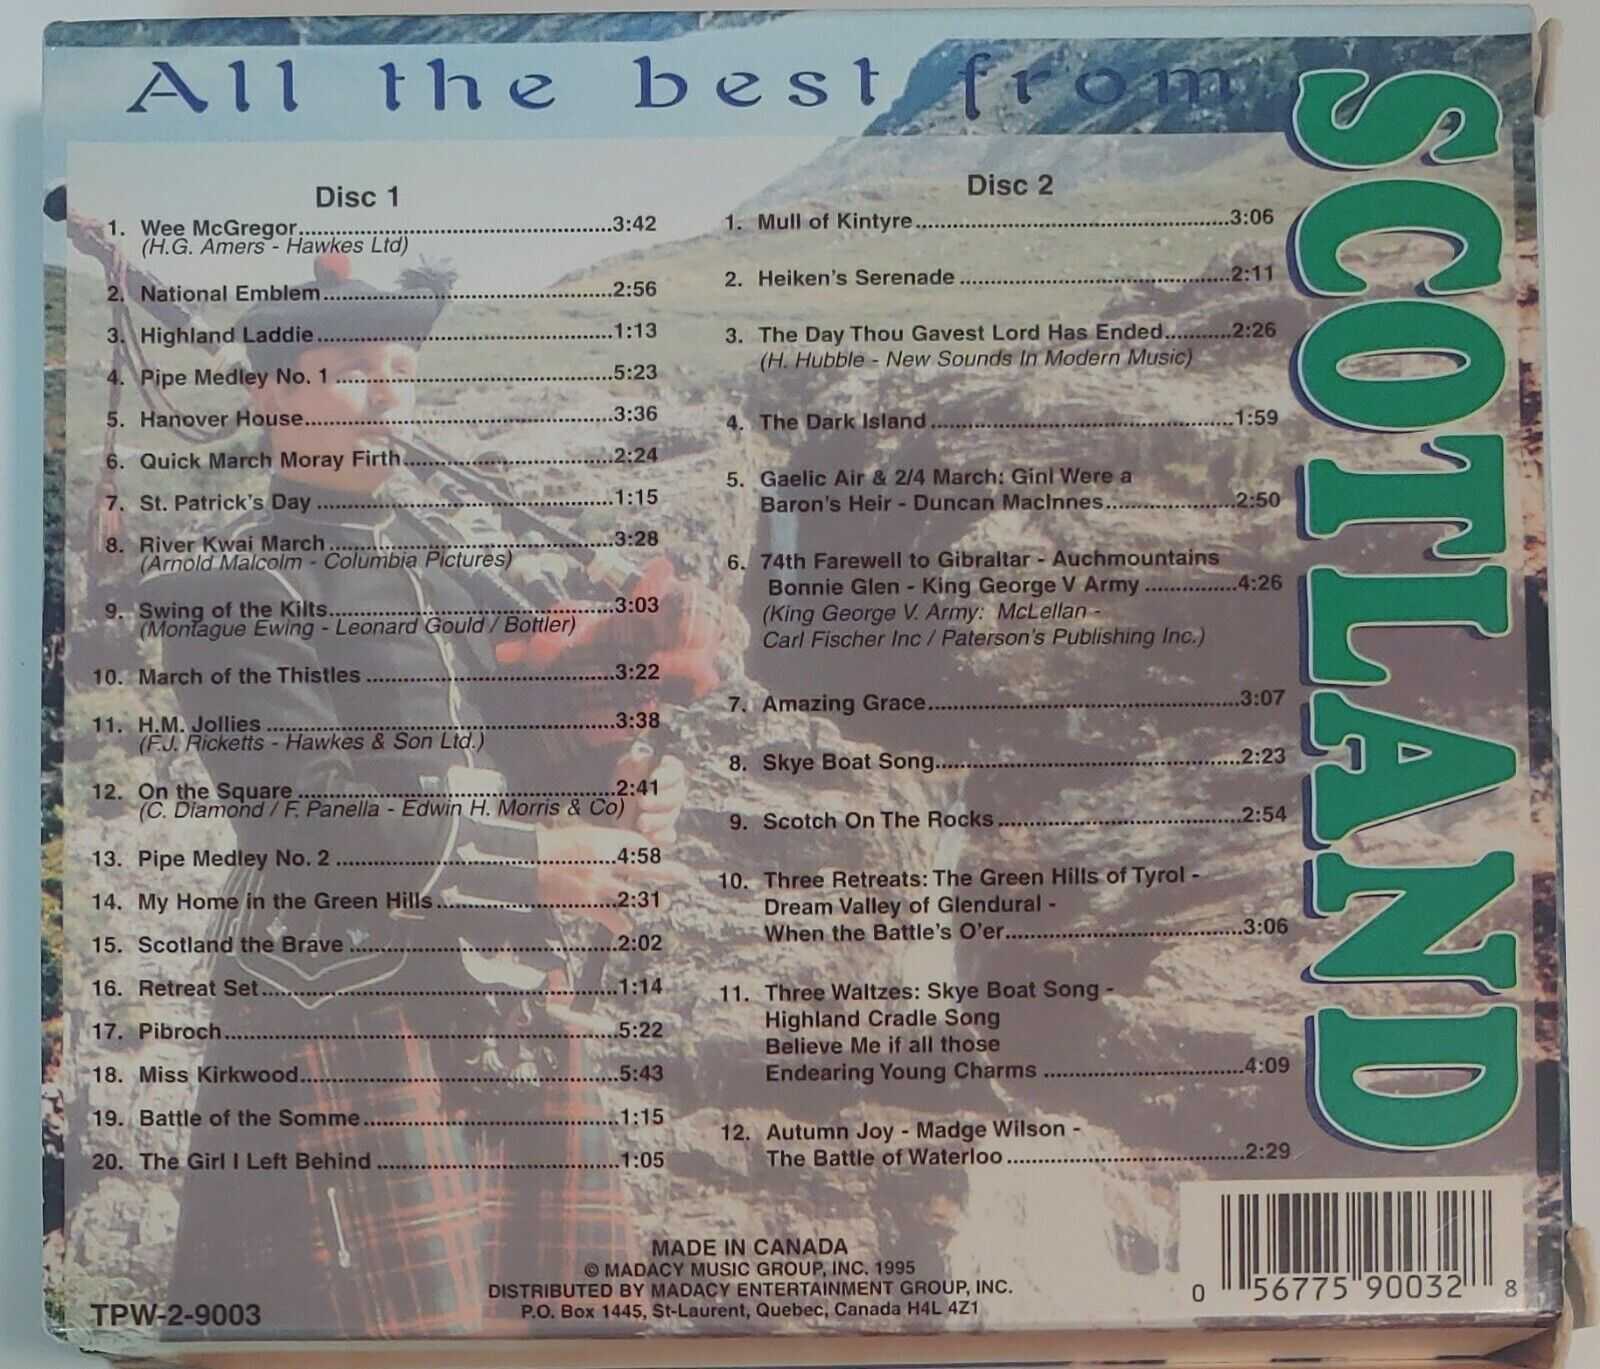 All the best from
SCOTLAND
Disc 1
1. Wee McGregor..........3:42
(H.G. Amers - Hawkes Ltd)
2. National Emblem..........2:56
3. Highland Laddie..........1:13
4. Pipe Medley No. 1..........5:23
5. Hanover House..........3:36
6. Quick March Moray Firth..........2:24
7. St. Patrick's Day..........1:15
8. River Kwai March..........3:28
(Arnold Malcolm - Columbia Pictures)
9. Swing of the Kilts..........3:03
(Montague Ewing - Leonard Gould / Bottler)
10. March of the Thistles..........3:22
11. H.M. Jollies..........3:38
(F.J. Ricketts - Hawkes & Son Ltd.)
12. On the Square..........2:41
(C. Diamond / F. Panella - Edwin H. Morris & Co)
13. Pipe Medley No. 2..........4:58
14. My Home in the Green Hills..........2:31
15. Scotland the Brave..........2:02
16. Retreat Set..........1:14
17. Pibroch..........5:22
18. Miss Kirkwood..........5:43
19. Battle of the Somme..........1:15
20. The Girl I Left Behind..........1:05
Disc 2
1. Mull of Kintyre..........3:06
2. Heiken's Serenade..........2:11
3. The Day Thou Gavest Lord Has Ended..........2:26
(H. Hubble - New Sounds In Modern Music)
4. The Dark Island..........1:59
5. Gaelic Air & 2/4 March: Ginl Were a
Baron's Heir - Duncan MacInnes..........2:50
6. 74th Farewell to Gibraltar - Auchmountains
Bonnie Glen - King George V Army..........4:26
(King George V. Army: McLellan -
Carl Fischer Inc / Paterson's Publishing Inc.)
7. Amazing Grace..........3:07
8. Skye Boat Song..........2:23
9. Scotch On The Rocks..........2:54
10. Three Retreats: The Green Hills of Tyrol -
Dream Valley of Glendural -
When the Battle's O'er..........3:06
11. Three Waltzes: Skye Boat Song -
Highland Cradle Song
Believe Me if all those
Endearing Young Charms..........4:09
12. Autumn Joy - Madge Wilson -
The Battle of Waterloo..........2:29
MADE IN CANADA
© MADACY MUSIC GROUP, INC. 1995
DISTRIBUTED BY MADACY ENTERTAINMENT GROUP, INC.
P.O. Box 1445, St-Laurent, Quebec, Canada H4L 4Z1
TPW-2-9003
0 56775 90032 8